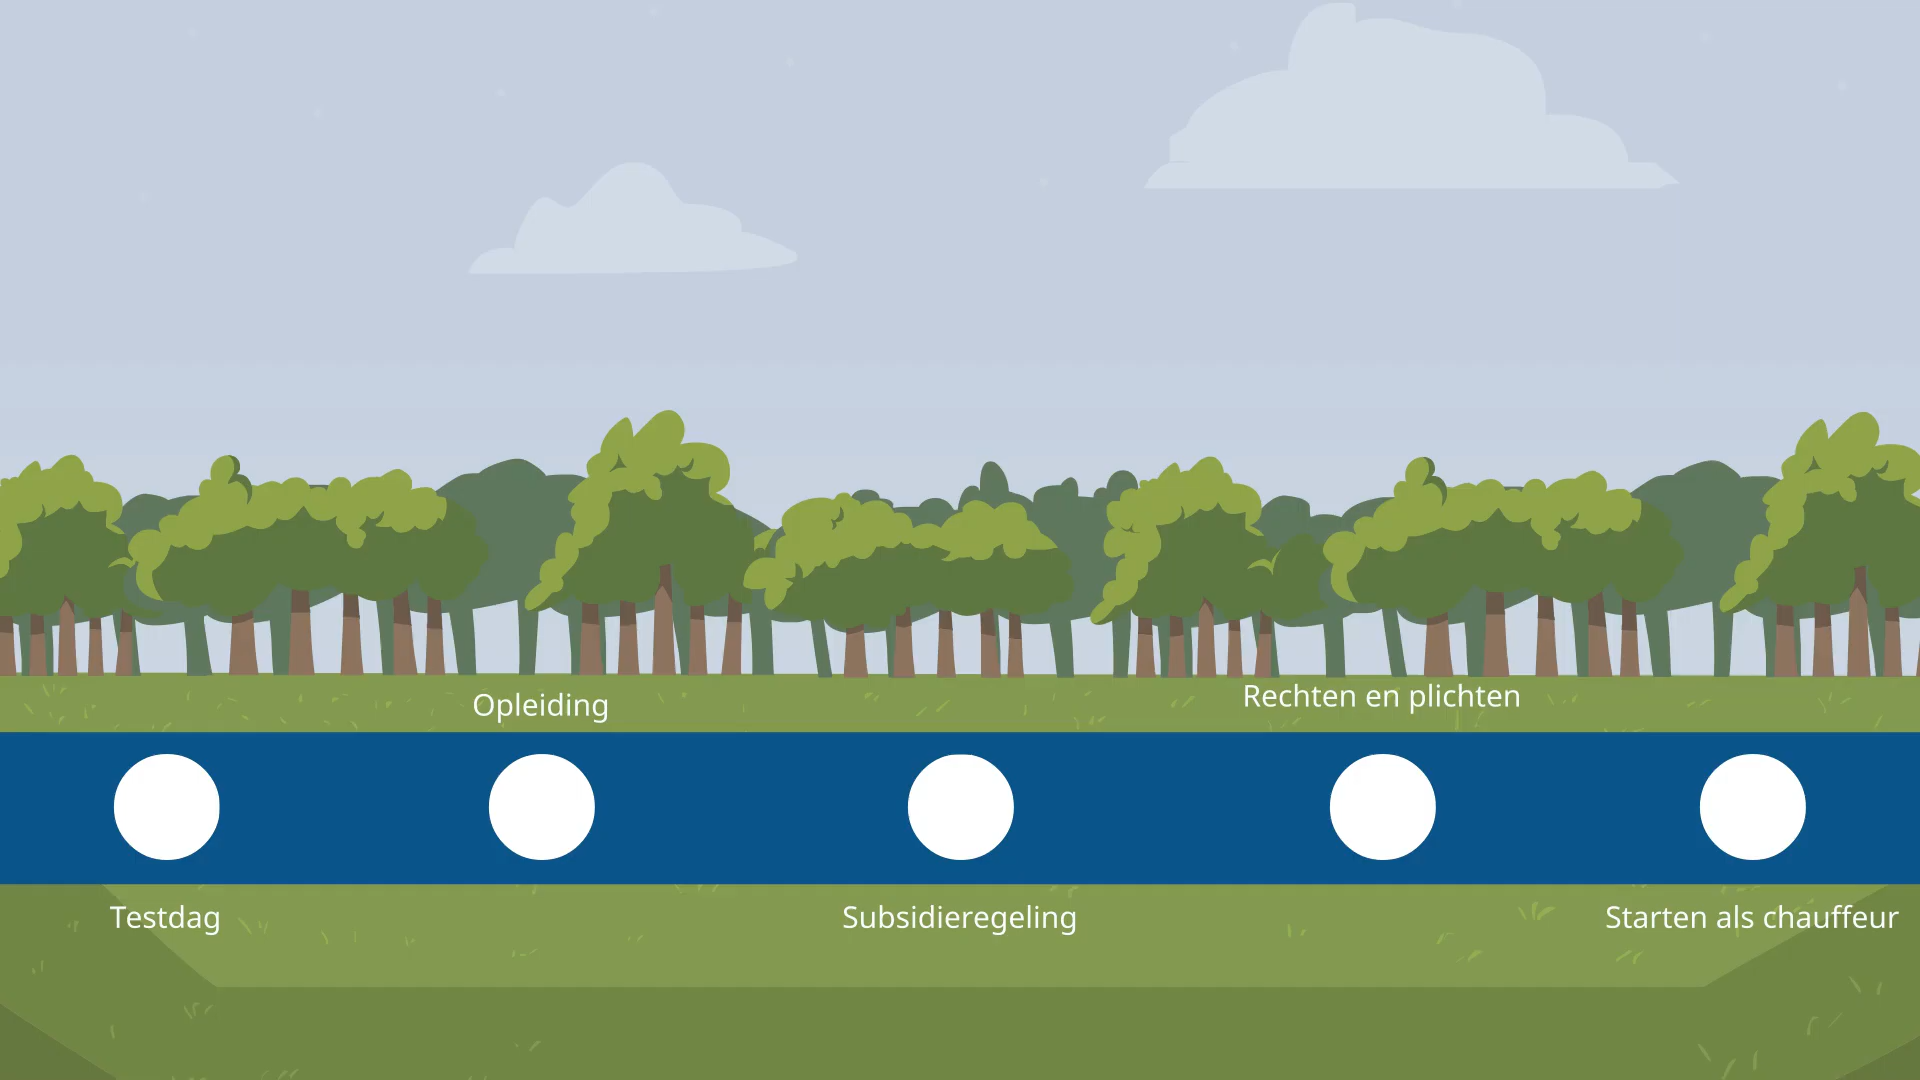 Opleiding
Rechten en plichten
Testdag
Subsidieregeling
Starten als chauffeur